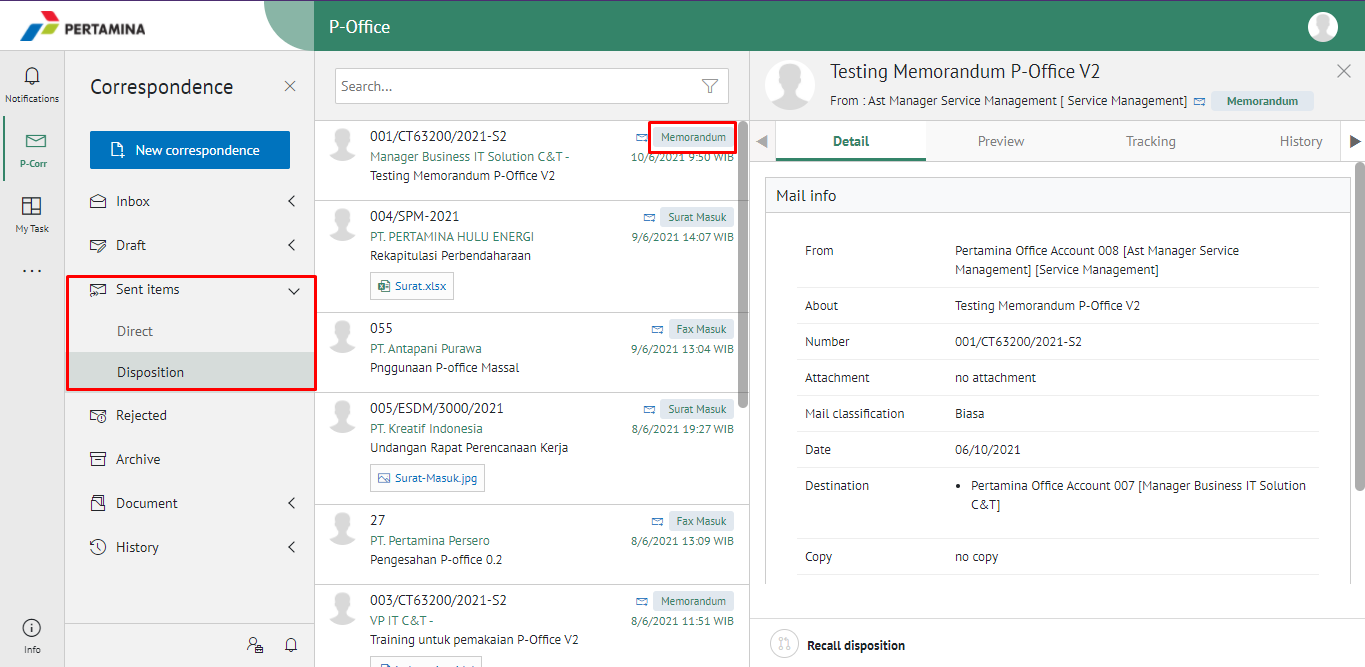 PERTAMINA
P-Office
Notifications
P-Corr
My Task
Info
Correspondence
New correspondence
Inbox
Draft
Sent items
Direct
Disposition
Rejected
Archive
Document
History
Search...
001/CT63200/2021-S2
Memorandum
Manager Business IT Solution C&T -
10/6/2021 9:50 WIB
Testing Memorandum P-Office V2
004/SPM-2021
Surat Masuk
PT. PERTAMINA HULU ENERGI
9/6/2021 14:07 WIB
Rekapitulasi Perbendaharaan
Surat.xlsx
055
Fax Masuk
PT. Antapani Purawa
9/6/2021 13:04 WIB
Pnggunaan P-office Massal
005/ESDM/3000/2021
Surat Masuk
PT. Kreatif Indonesia
8/6/2021 19:27 WIB
Undangan Rapat Perencanaan Kerja
Surat-Masuk.jpg
27
Fax Masuk
PT. Pertamina Persero
8/6/2021 13:09 WIB
Pengesahan P-office 0.2
003/CT63200/2021-S2
Memorandum
VP IT C&T -
8/6/2021 11:51 WIB
Training untuk pemakaian P-Office V2
Testing Memorandum P-Office V2
From : Ast Manager Service Management [ Service Management]
Memorandum
Detail
Preview
Tracking
History
Mail info
From
Pertamina Office Account 008 [Ast Manager Service
Management] [Service Management]
About
Testing Memorandum P-Office V2
Number
001/CT63200/2021-S2
Attachment
no attachment
Mail classification
Biasa
Date
06/10/2021
Destination
• Pertamina Office Account 007 [Manager Business IT Solution
C&T]
Copy
no copy
Recall disposition